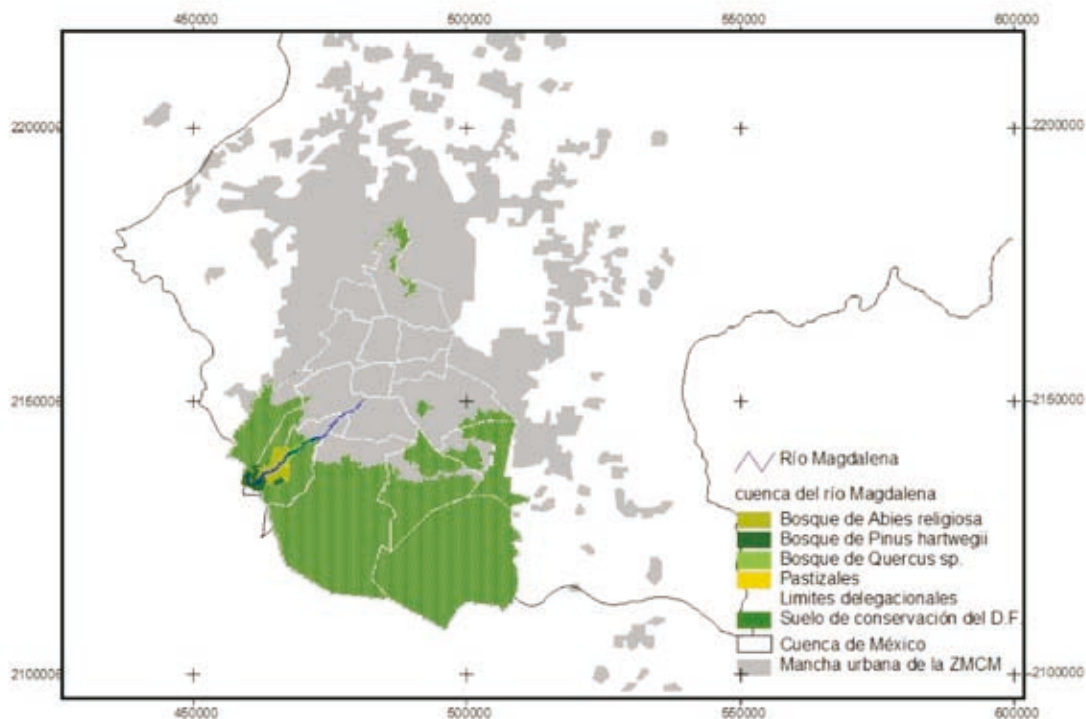 450000 500000 550000 600000
2200000 2200000
2150000 2150000
2100000 2100000
Río Magdalena
cuenca del río Magdalena
Bosque de Abies religiosa
Bosque de Pinus hartwegii
Bosque de Quercus sp.
Pastizales
Limites delegacionales
Suelo de conservación del D.F.
Cuenca de México
Mancha urbana de la ZMCM
450000 500000 550000 600000